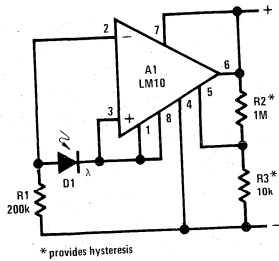 +
7
2
−
A1
LM10
6
3
+
1
8
4
5
R2*
1M
D1
λ
R1
200k
R3*
10k
−
* provides hysteresis